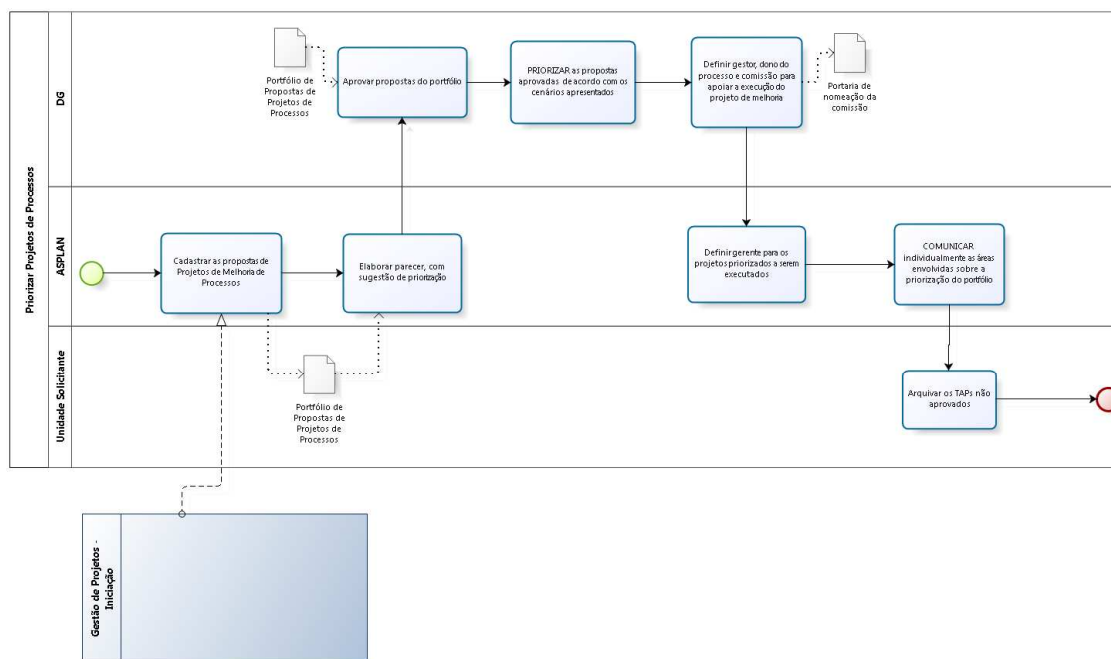 Priorizar Projetos de Processos
DG
Portfólio de
Propostas de
Projetos de
Processos
Aprovar propostas do portfólio
PRIORIZAR as propostas
aprovadas de acordo com os
cenários apresentados
Definir gestor, dono do
processo e comissão para
apoiar a execução do
projeto de melhoria
Portaria de
nomeação da
comissão
ASPLAN
Cadastrar as propostas de
Projetos de Melhoria de
Processos
Elaborar parecer, com
sugestão de priorização
Definir gerente para os
projetos priorizados a serem
executados
COMUNICAR
individualmente as áreas
envolvidas sobre a
priorização do portfólio
Unidade Solicitante
Portfólio de
Propostas de
Projetos de
Processos
Arquivar os TAPs não
aprovados
Gestão de Projetos -
Iniciação